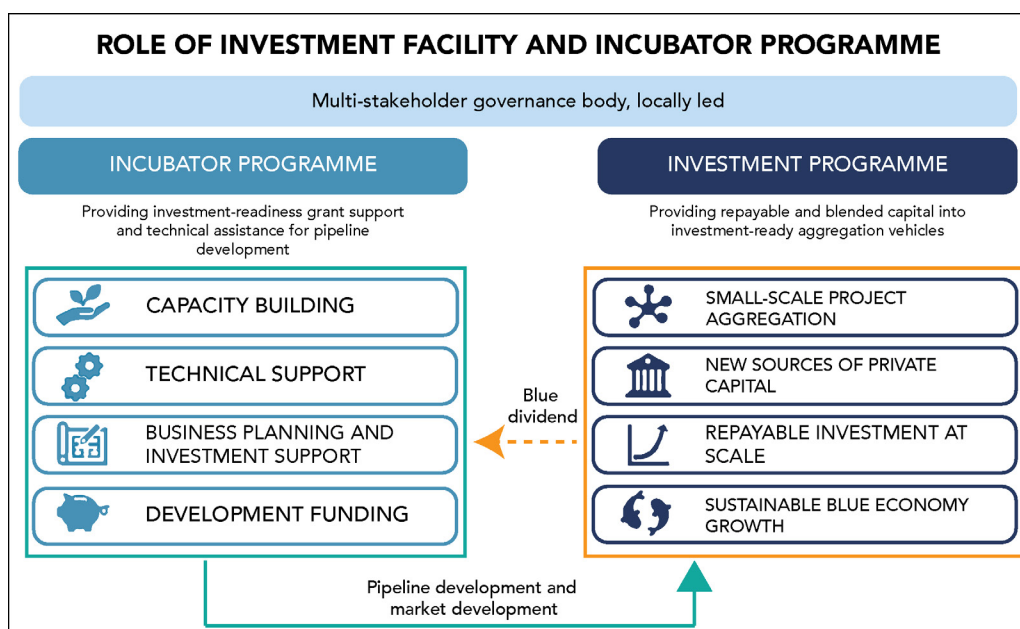 ROLE OF INVESTMENT FACILITY AND INCUBATOR PROGRAMME
Multi-stakeholder governance body, locally led
INCUBATOR PROGRAMME
Providing investment-readiness grant support
and technical assistance for pipeline
development
CAPACITY BUILDING
TECHNICAL SUPPORT
BUSINESS PLANNING AND
INVESTMENT SUPPORT
DEVELOPMENT FUNDING
Blue
dividend
INVESTMENT PROGRAMME
Providing repayable and blended capital into
investment-ready aggregation vehicles
SMALL-SCALE PROJECT
AGGREGATION
NEW SOURCES OF PRIVATE
CAPITAL
REPAYABLE INVESTMENT AT
SCALE
SUSTAINABLE BLUE ECONOMY
GROWTH
Pipeline development and
market development